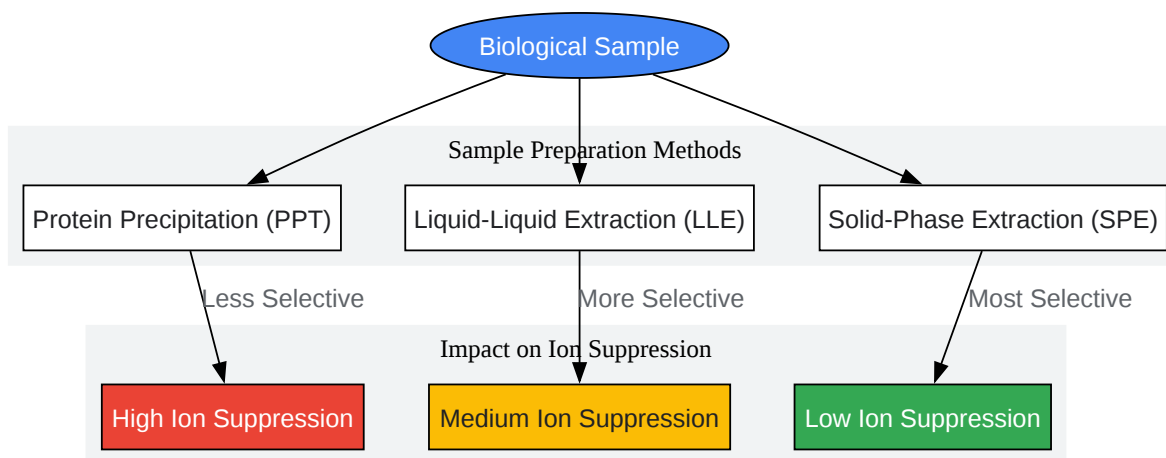 Biological Sample
Sample Preparation Methods
Protein Precipitation (PPT)
Liquid-Liquid Extraction (LLE)
Solid-Phase Extraction (SPE)
Less Selective
More Selective
Most Selective
Impact on Ion Suppression
High Ion Suppression
Medium Ion Suppression
Low Ion Suppression